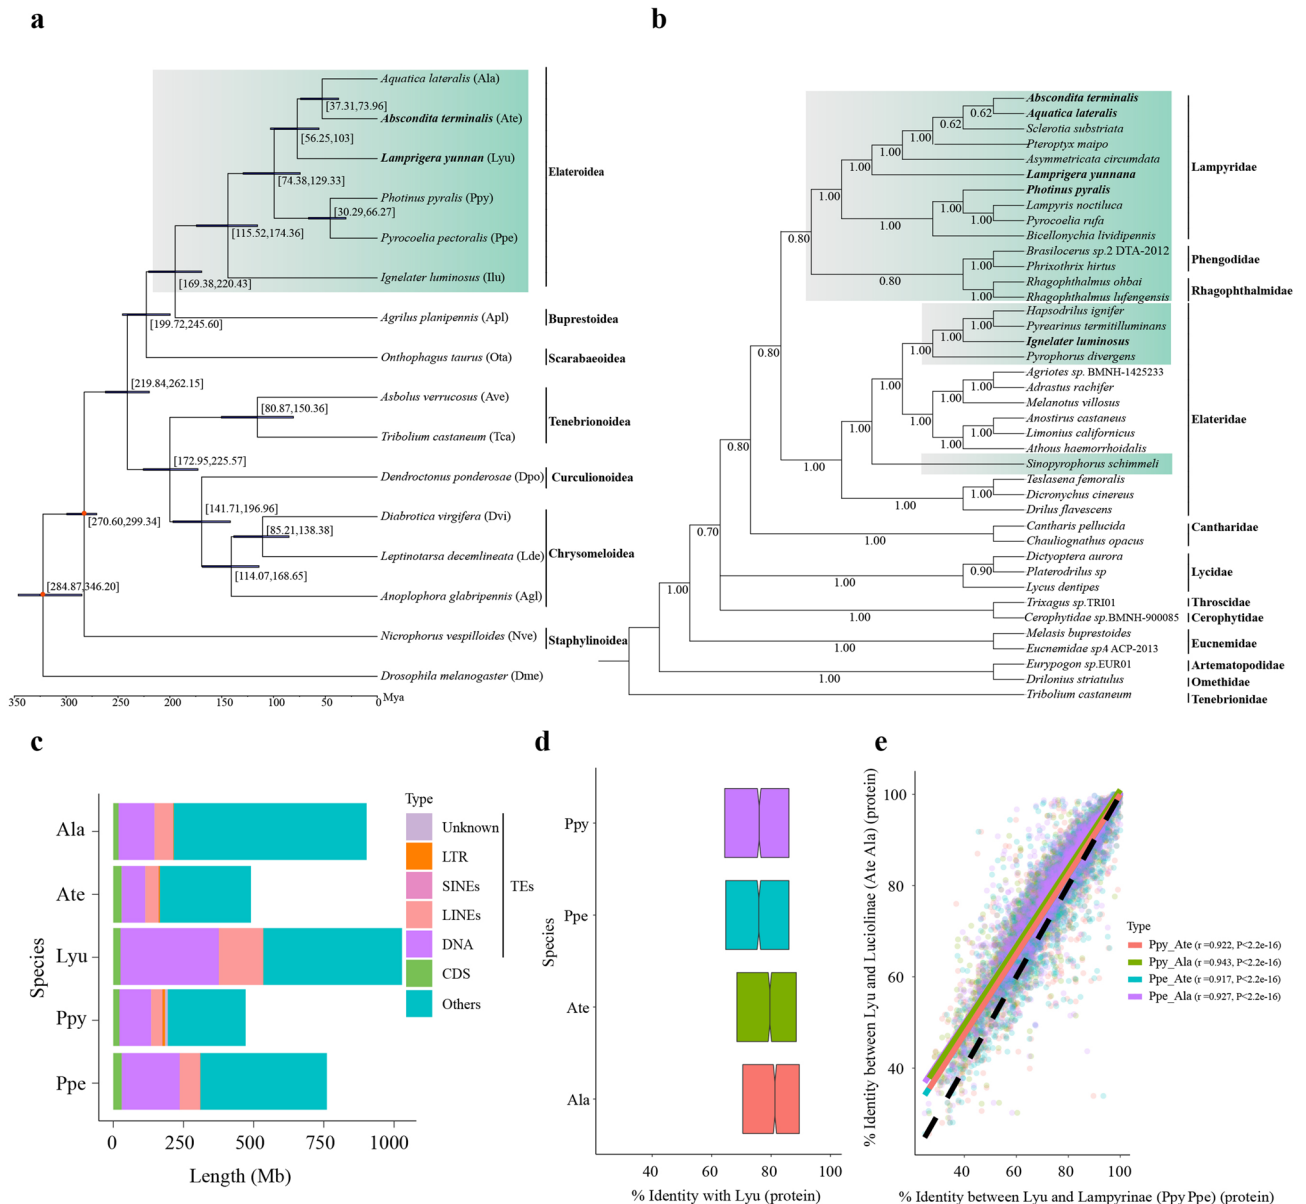 a
Aquatica lateralis (Ala)
[37.31,73.96]
Abscondita terminalis (Ate)
[56.25,103]
Lamprigera yunnan (Lyu)
Elateroidea
[74.38,129.33]
Photinus pyralis (Ppy)
[30.29,66.27]
[115.52,174.36]
Pyrocoelia pectoralis (Ppe)
Ignelater luminosus (Ilu)
[169.38,220.43]
Agrilus planipennis (Apl)
Buprestoidea
[199.72,245.60]
Onthophagus taurus (Ota)
Scarabaeoidea
[219.84,262.15]
[80.87,150.36]
Asbolus verrucosus (Ave)
Tenebrionoidea
Tribolium castaneum (Tca)
[172.95,225.57]
Dendroctonus ponderosae (Dpo)
Curculionoidea
[141.71,196.96]
Diabrotica virgifera (Dvi)
[270.60,299.34]
[85.21,138.38]
Leptinotarsa decemlineata (Lde)
Chrysomeloidea
[114.07,168.65]
[284.87,346.20]
Anoplophora glabripennis (Agl)
Nicrophorus vespilloides (Nve)
Staphylinoidea
Drosophila melanogaster (Dme)
350 300 250 200 150 100 50 0
Mya
b
Abscondita terminalis
0.62
Aquatica lateralis
0.62
Sclerotia substriata
1.00
Pteroptyx maipo
1.00
Asymmetricata circumdata
1.00
Lamprigera yunnana
Lampyridae
Photinus pyralis
1.00
Lampyris noctiluca
1.00
1.00
Pyrocoelia rufa
1.00
Bicellonychia lividipennis
0.80
Brasilocerus sp.2 DTA-2012
1.00
Phrixothrix hirtus
Phengodidae
0.80
Rhagophthalmus ohbai
1.00
Rhagophthalmus lufengensis
Rhagophthalmidae
Hapsodrilus ignifer
1.00
Pyrearinus termitilluminans
1.00
Ignelater luminosus
1.00
Pyrophorus divergens
0.80
Agriotes sp. BMNH-1425233
1.00
Adrastus rachifer
1.00
Melanotus villosus
1.00
Anostirus castaneus
1.00
Limonius californicus
1.00
Athous haemorrhoidalis
1.00
Elateridae
0.80
Sinopyrophorus schimmeli
1.00
Teslasena femoralis
1.00
Dicronychus cinereus
1.00
Drilus flavescens
Cantharis pellucida
0.70
1.00
Chauliognathus opacus
Cantharidae
Dictyoptera aurora
0.90
Platerodrilus sp
1.00
Lycus dentipes
Lycidae
1.00
Trixagus sp.TRI01
Throscidae
1.00
Cerophytidae sp.BMNH-900085
Cerophytidae
Melasis buprestoides
1.00
Eucnemidae sp4 ACP-2013
Eucnemidae
Eurypogon sp.EUR01
Artematopodidae
1.00
Drilonius striatulus
Omethidae
Tribolium castaneum
Tenebrionidae
c
Species
Ala
Ate
Lyu
Ppy
Ppe
0 250 500 750 1000
Length (Mb)
Type
Unknown
LTR
SINEs
LINEs
DNA
CDS
Others
TEs
d
Species
Ppy
Ppe
Ate
Ala
40 60 80 100
% Identity with Lyu (protein)
e
% Identity between Lyu and Luciolinae (Ate Ala) (protein)
100
80
60
40
40 60 80 100
% Identity between Lyu and Lampyrinae (Ppy Ppe) (protein)
Type
Ppy_Ate (r =0.922, P<2.2e-16)
Ppy_Ala (r =0.943, P<2.2e-16)
Ppe_Ate (r =0.917, P<2.2e-16)
Ppe_Ala (r =0.927, P<2.2e-16)